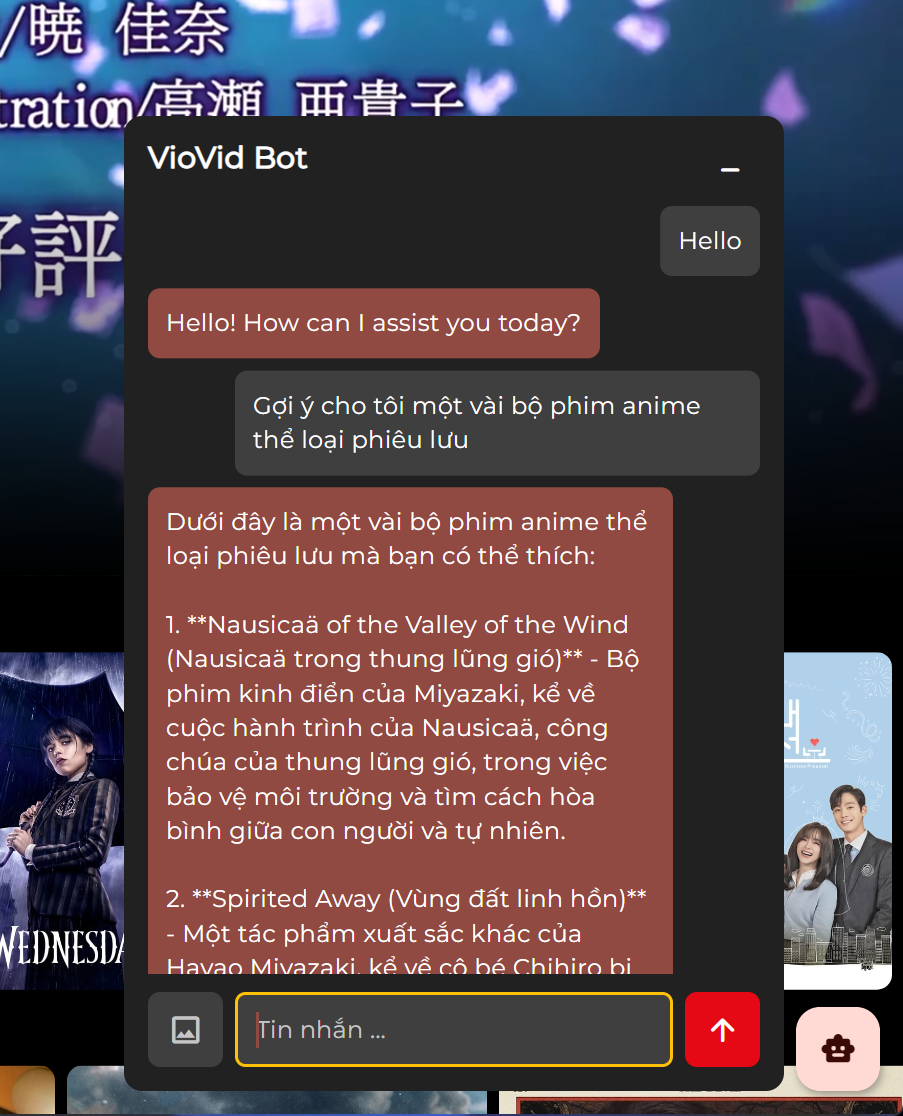 /暁 佳奈
tration/高瀬 亜貴子
好評
VioVid Bot
Hello
Hello! How can I assist you today?
Gợi ý cho tôi một vài bộ phim anime
thể loại phiêu lưu
Dưới đây là một vài bộ phim anime thể
loại phiêu lưu mà bạn có thể thích:
1. **Nausicaä of the Valley of the Wind
(Nausicaä trong thung lũng gió)** - Bộ
phim kinh điển của Miyazaki, kể về
cuộc hành trình của Nausicaä, công
chúa của thung lũng gió, trong việc
bảo vệ môi trường và tìm cách hòa
bình giữa con người và tự nhiên.
2. **Spirited Away (Vùng đất linh hồn)**
- Một tác phẩm xuất sắc khác của
Hayao Miyazaki, kể về cô bé Chihiro bị
WEDNESDA
Tin nhắn ...